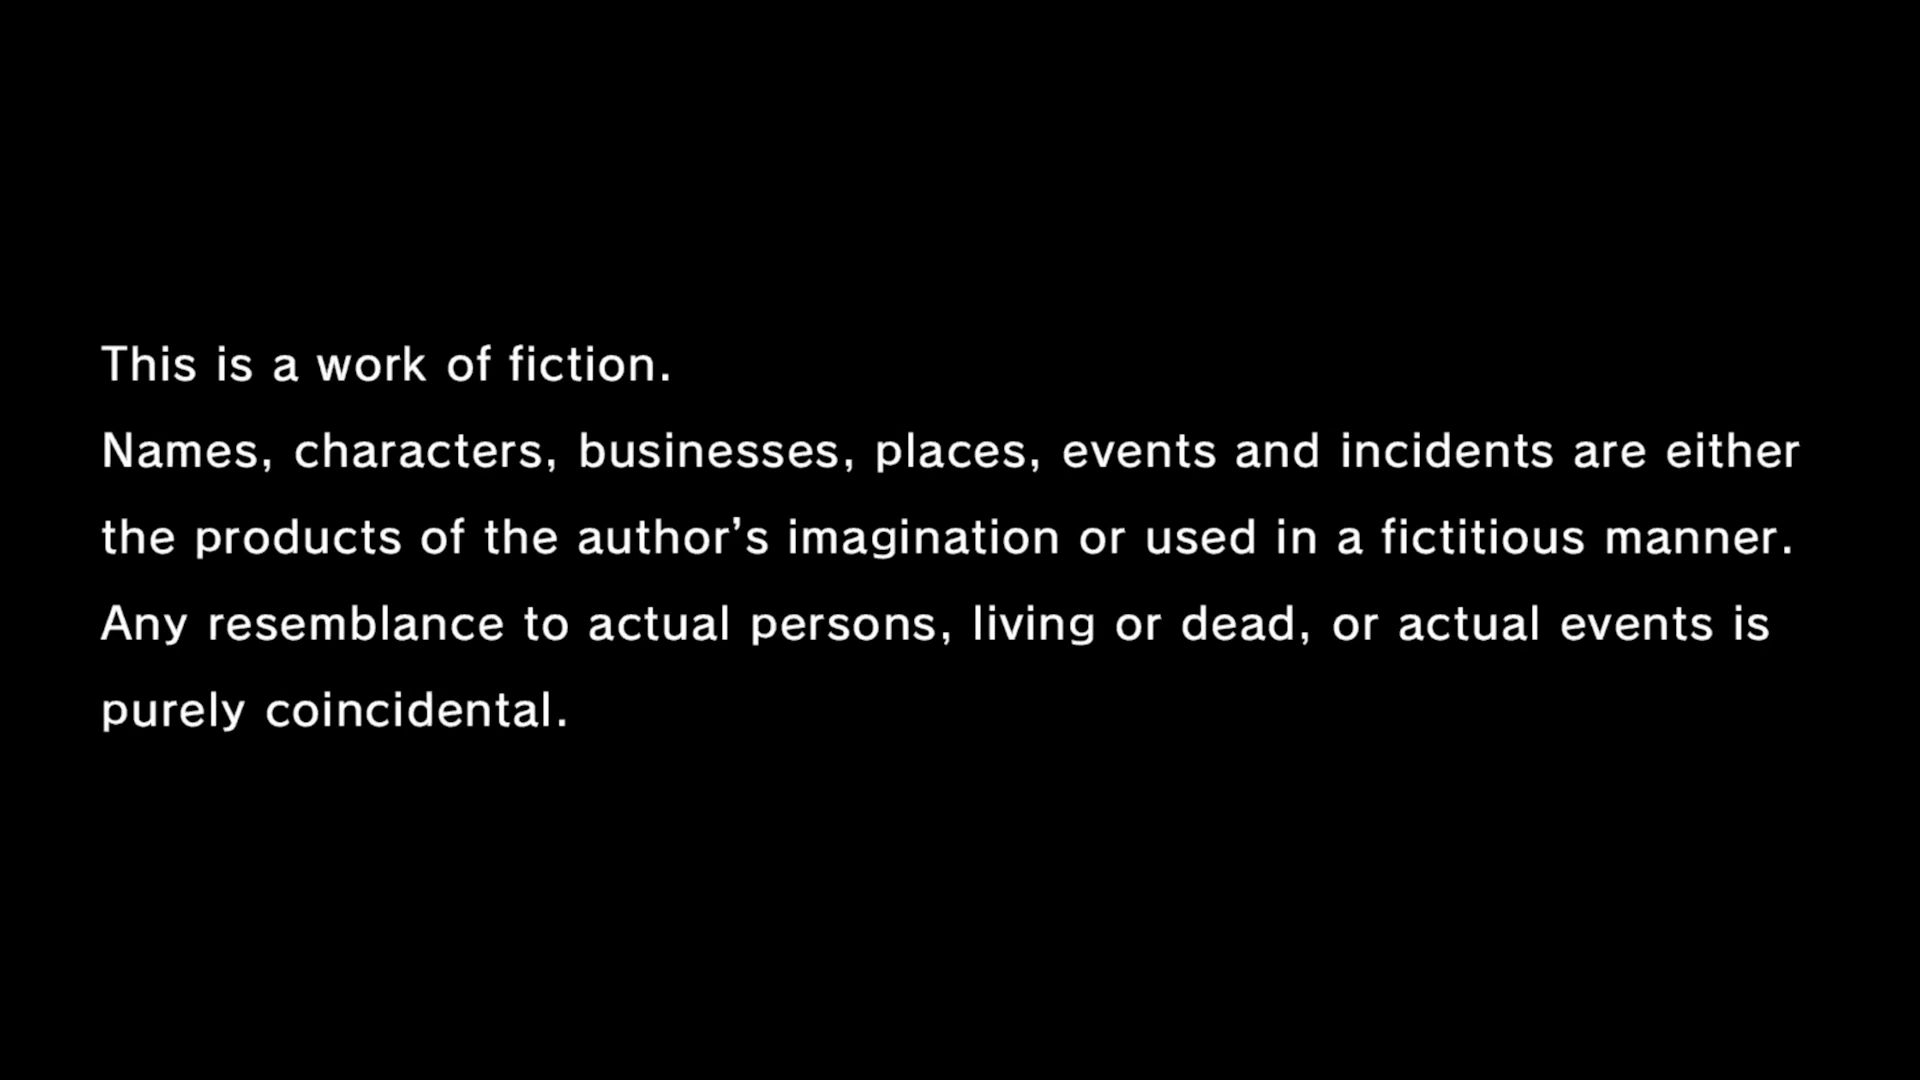 This is a work of fiction.
Names, characters, businesses, places, events and incidents are either
the products of the author’s imagination or used in a fictitious manner.
Any resemblance to actual persons, living or dead, or actual events is
purely coincidental.